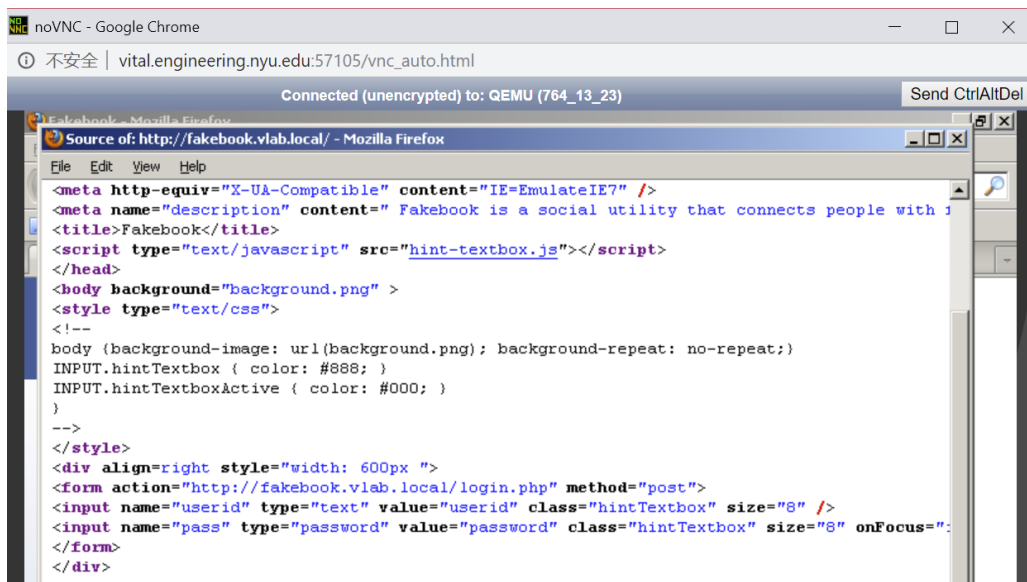 noVNC - Google Chrome
不安全 | vital.engineering.nyu.edu:57105/vnc_auto.html
Connected (unencrypted) to: QEMU (764_13_23)
Send CtrlAltDel
Fakebook - Mozilla Firefox
Source of: http://fakebook.vlab.local/ - Mozilla Firefox
File Edit View Help
<meta http-equiv="X-UA-Compatible" content="IE=EmulateIE7" />
<meta name="description" content=" Fakebook is a social utility that connects people with
<title>Fakebook</title>
<script type="text/javascript" src="hint-textbox.js"></script>
</head>
<body background="background.png" >
<style type="text/css">
<!--
body {background-image: url(background.png); background-repeat: no-repeat;}
INPUT.hintTextbox { color: #888; }
INPUT.hintTextboxActive { color: #000; }
}
-->
</style>
<div align=right style="width: 600px ">
<form action="http://fakebook.vlab.local/login.php" method="post">
<input name="userid" type="text" value="userid" class="hintTextbox" size="8" />
<input name="pass" type="password" value="password" class="hintTextbox" size="8" onFocus="
</form>
</div>